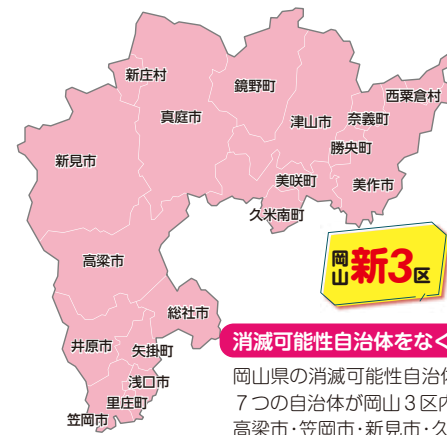 新庄村
鏡野町
西粟倉村
真庭市
津山市
奈義町
勝央町
新見市
美咲町
美作市
久米南町
高梁市
岡山新3区
総社市
井原市
矢掛町
浅口市
里庄町
笠岡市
消滅可能性自治体をなく
岡山県の消滅可能性自治体
7つの自治体が岡山3区内
高梁市・笠岡市・新見市・久